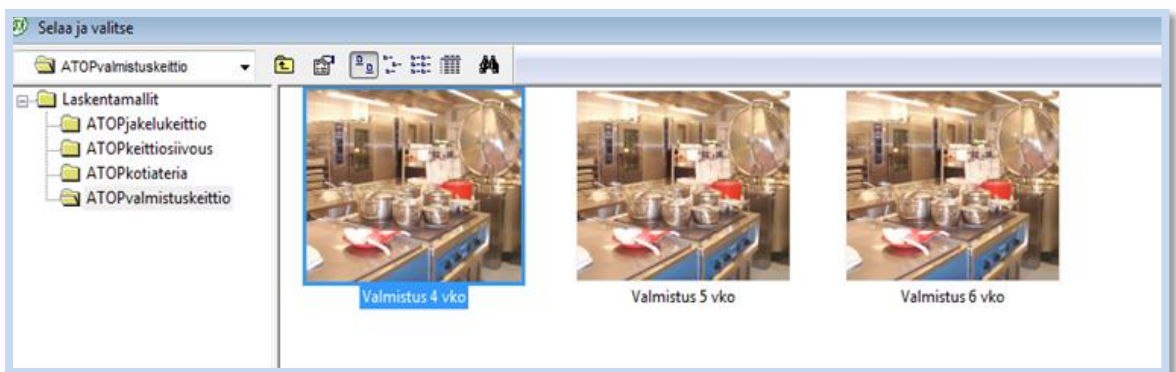 Selaa ja valitse
ATOPvalmistuskeittio
Laskentamallit
ATOPjakelukeittio
ATOPkeittiosiivous
ATOPkotiateria
ATOPvalmistuskeittio
Valmistus 4 vko
Valmistus 5 vko
Valmistus 6 vko